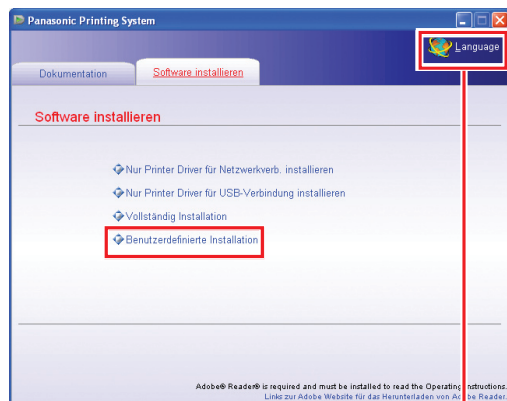 Panasonic Printing System
Language
Dokumentation
Software installieren
Software installieren
Nur Printer Driver für Netzwerkverb. installieren
Nur Printer Driver für USB-Verbindung installieren
Vollständig Installation
Benutzerdefinierte Installation
Adobe® Reader® is required and must be installed to read the Operating Instructions.
Links zur Adobe Website für das Herunterladen von Adobe Reader.